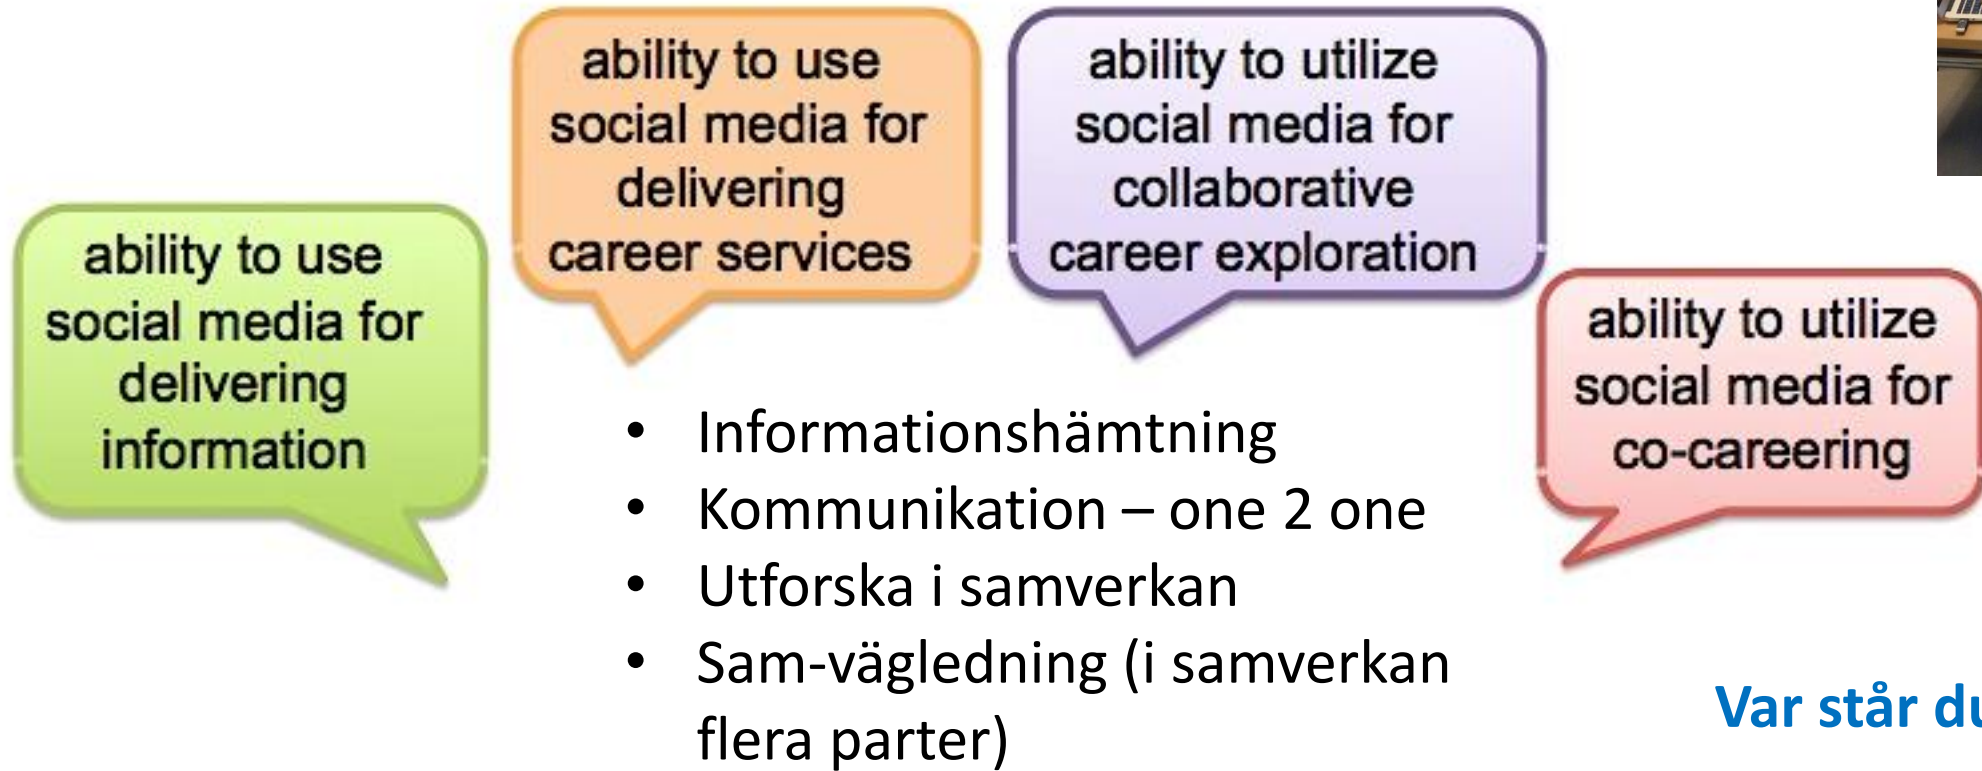 ability to use
social media for
delivering
information
ability to use
social media for
delivering
career services
ability to utilize
social media for
collaborative
career exploration
ability to utilize
social media for
co-careering
• Informationshämtning
• Kommunikation – one 2 one
• Utforska i samverkan
• Sam-vägledning (i samverkan
flera parter)
Var står du